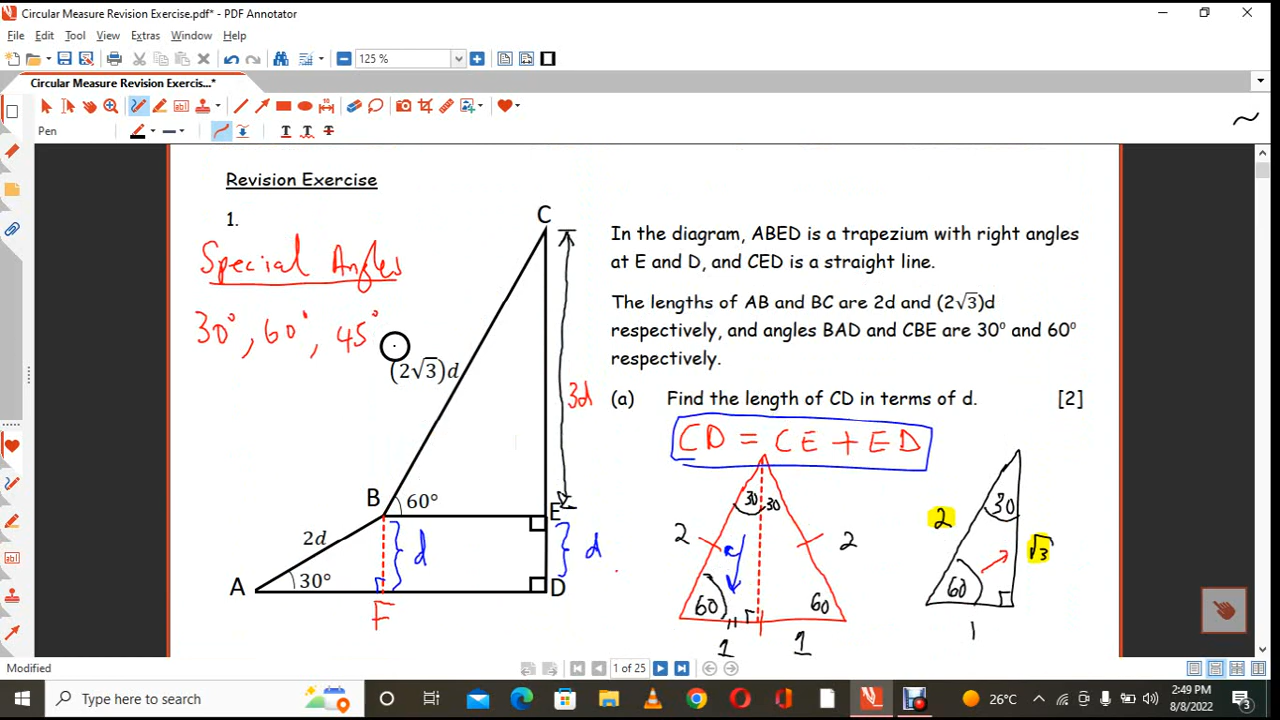 Circular Measure Revision Exercise.pdf* - PDF Annotator
File Edit Tool View Extras Window Help
125 %
Circular Measure Revision Exercis...*
Pen
Revision Exercise
1.
Special Angles
30°, 60°, 45°
C
(2√3)d
3d
B
60°
E
2d
d
d
A
30°
D
F
In the diagram, ABED is a trapezium with right angles
at E and D, and CED is a straight line.
The lengths of AB and BC are 2d and (2√3)d
respectively, and angles BAD and CBE are 30° and 60°
respectively.
(a) Find the length of CD in terms of d. [2]
CD = CE + ED
30 30
2 2
60 60
1 1
30
2
√3
60
1
Modified
1 of 25
Type here to search
26°C
2:49 PM
8/8/2022
3